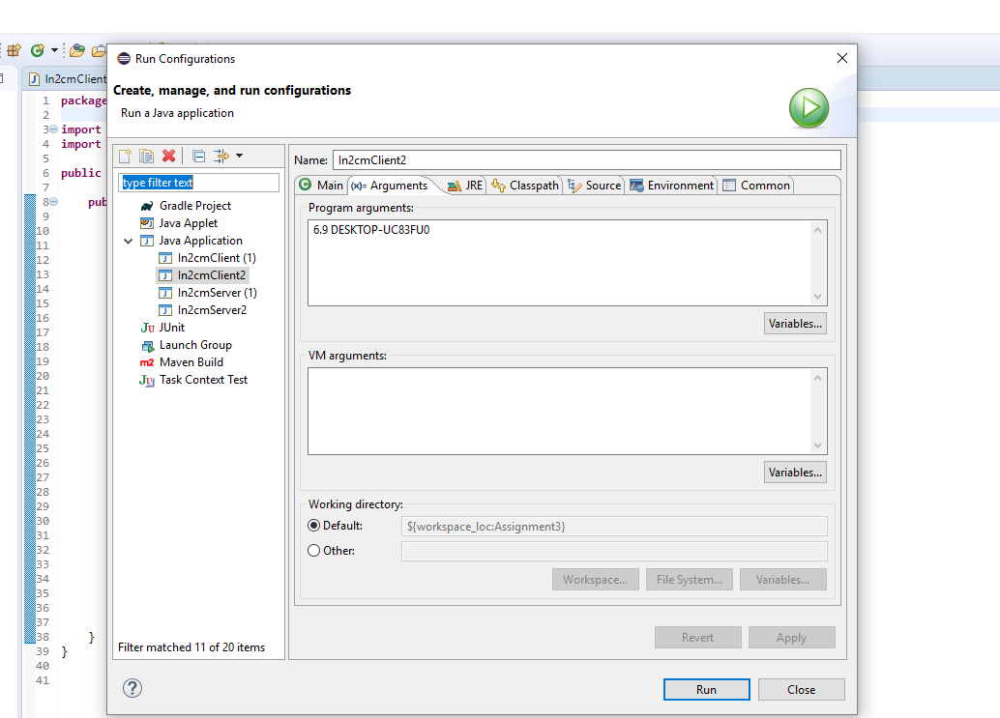 Run Configurations
In2cmClient
Create, manage, and run configurations
Run a Java application
1 package
2
3 import
4 import
5
6 public
7
8 pub
9
10
11
12
13
14
15
16
17
18
19
20
21
22
23
24
25
26
27
28
29
30
31
32
33
34
35
36
37
38 }
39 }
40
41
type filter text
Gradle Project
Java Applet
Java Application
In2cmClient (1)
In2cmClient2
In2cmServer (1)
In2cmServer2
JUnit
Launch Group
Maven Build
Task Context Test
Filter matched 11 of 20 items
Name: In2cmClient2
Main (x)= Arguments JRE Classpath Source Environment Common
Program arguments:
6.9 DESKTOP-UC83FU0
Variables...
VM arguments:
Variables...
Working directory:
Default: ${workspace_loc:Assignment3}
Other:
Workspace... File System... Variables...
Revert Apply
? Run Close